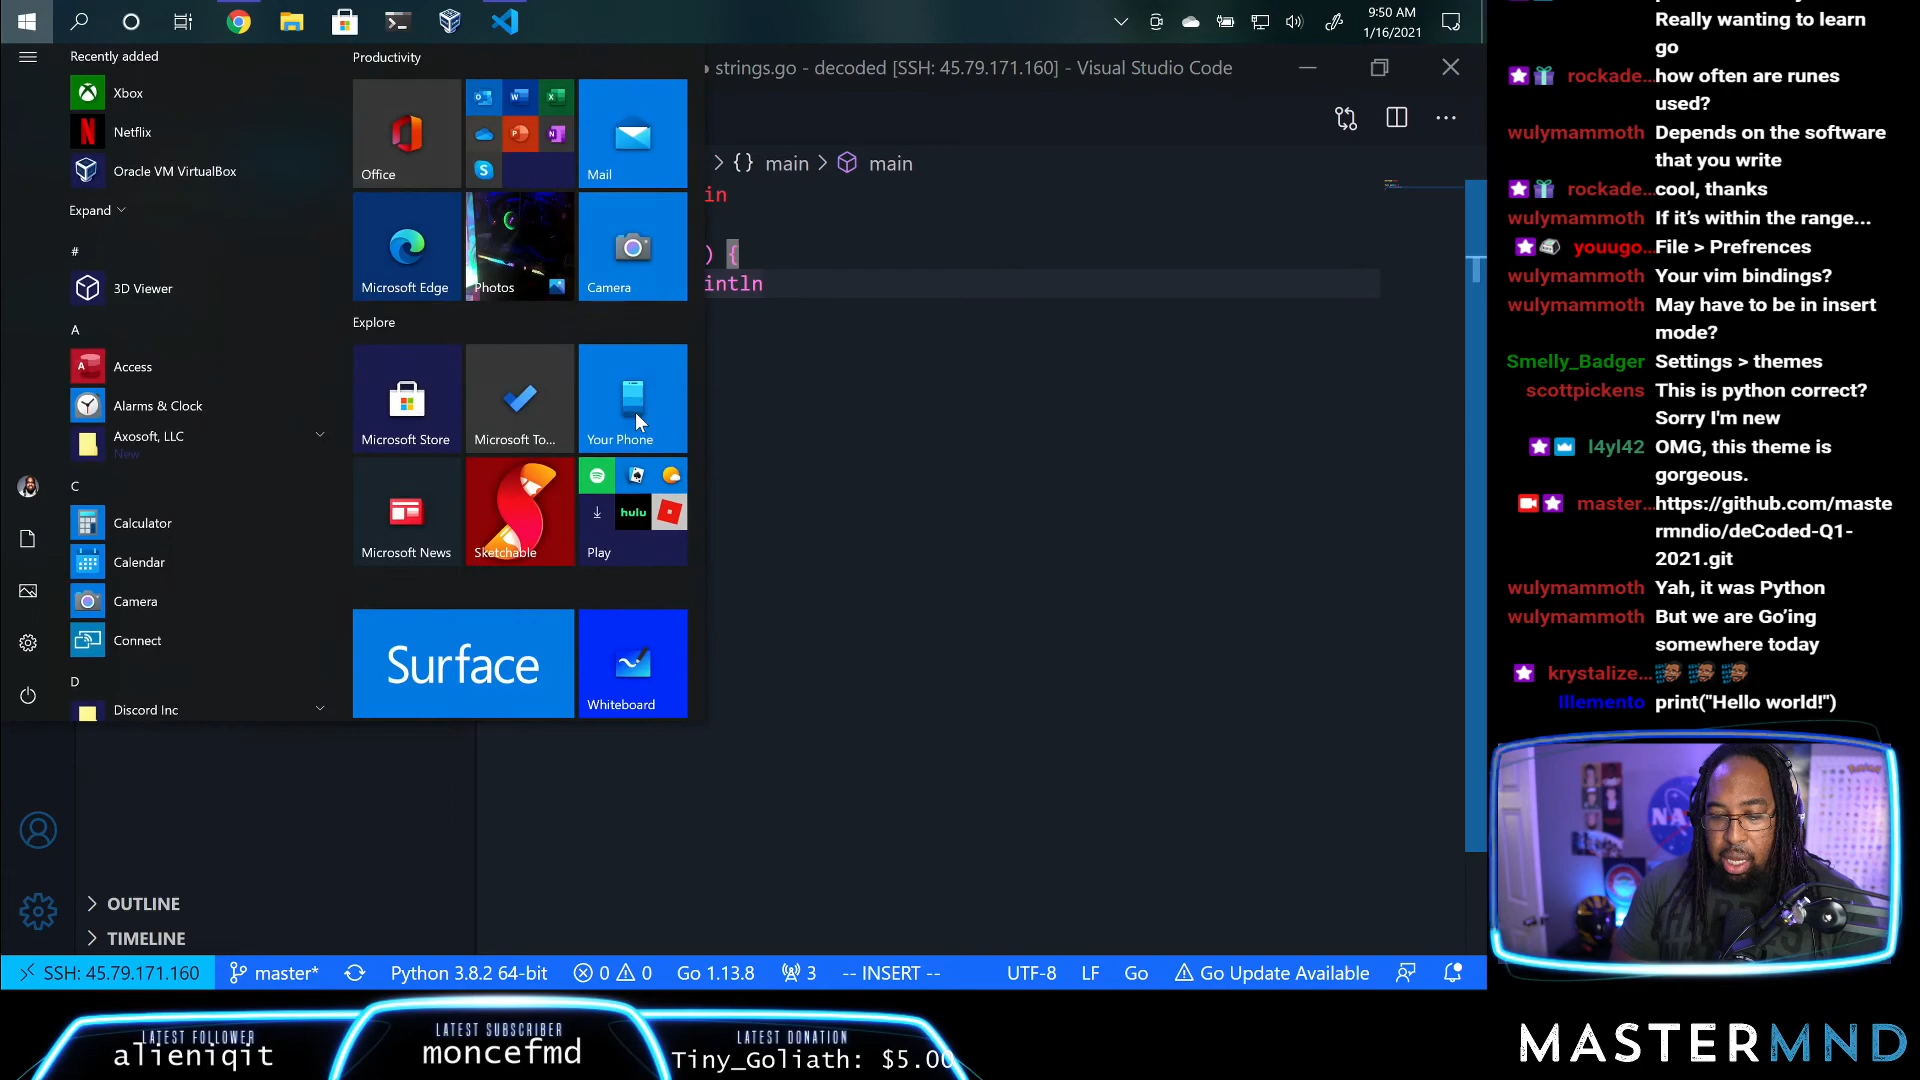 9:50 AM
1/16/2021
Recently added
Xbox
Netflix
Oracle VM VirtualBox
Expand
#
3D Viewer
A
Access
Alarms & Clock
Axosoft, LLC
New
C
Calculator
Calendar
Camera
Connect
D
Discord Inc
Productivity
Office
Mail
Microsoft Edge
Photos
Camera
Explore
Microsoft Store
Microsoft To...
Your Phone
Microsoft News
Sketchable
hulu
Play
Surface
Whiteboard
strings.go - decoded [SSH: 45.79.171.160] - Visual Studio Code
> {} main > main
in
) {
intln
OUTLINE
TIMELINE
SSH: 45.79.171.160 master* Python 3.8.2 64-bit 0 0 Go 1.13.8 3 -- INSERT -- UTF-8 LF Go Go Update Available
Really wanting to learn
go
rockade... how often are runes
used?
wulymammoth Depends on the software
that you write
rockade... cool, thanks
wulymammoth If it's within the range...
youugo... File > Prefrences
wulymammoth Your vim bindings?
wulymammoth May have to be in insert
mode?
Smelly_Badger Settings > themes
scottpickens This is python correct?
Sorry I'm new
l4yl42 OMG, this theme is
gorgeous.
master... https://github.com/maste
rmndio/deCoded-Q1-
2021.git
wulymammoth Yah, it was Python
wulymammoth But we are Go'ing
somewhere today
krystalize...
print("Hello world!")
NASA
LATEST FOLLOWER
alieniqit
LATEST SUBSCRIBER
moncefmd
LATEST DONATION
Tiny_Goliath: $5.00
MASTERMND